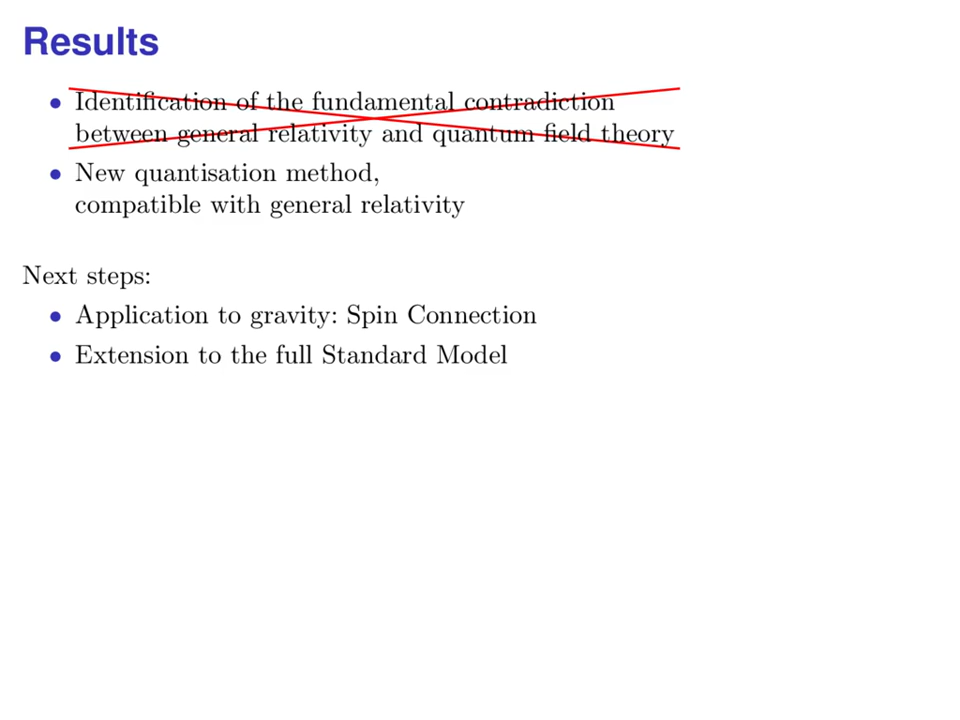 Results
• Identification of the fundamental contradiction
between general relativity and quantum field theory
• New quantisation method,
compatible with general relativity
Next steps:
• Application to gravity: Spin Connection
• Extension to the full Standard Model